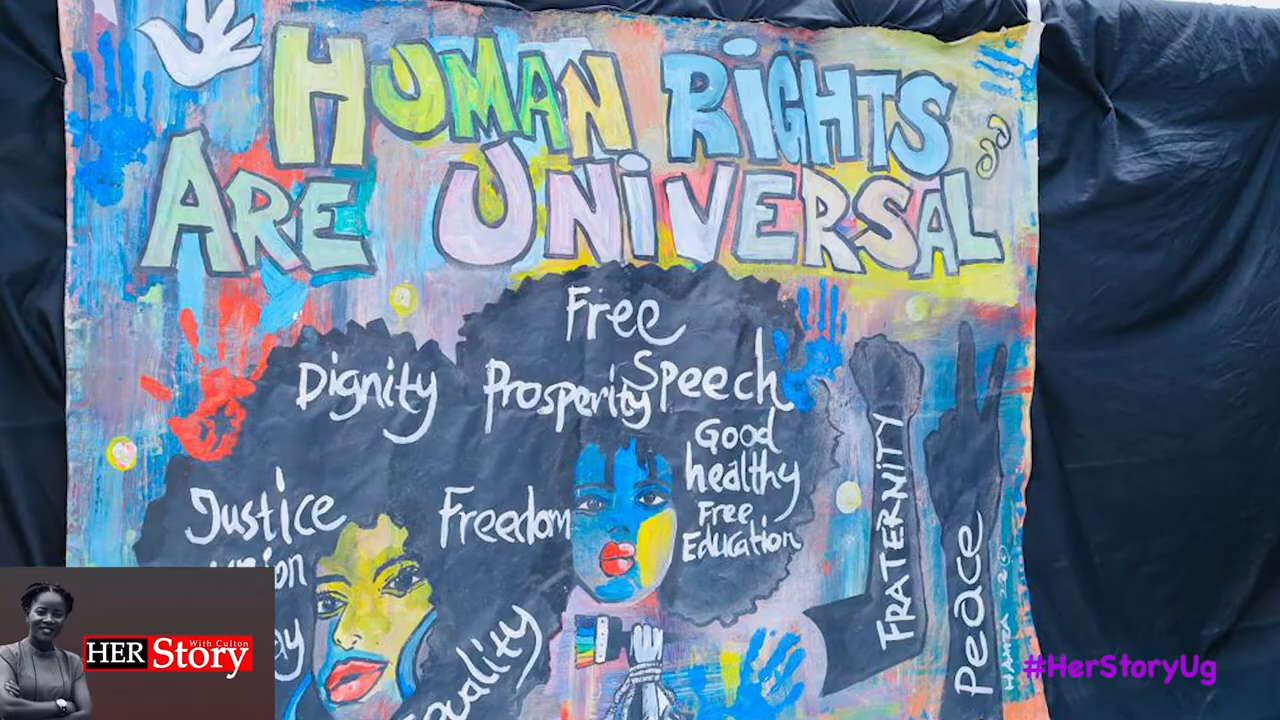 HUMAN RiGHTS
ARE UNiVERSAL
Free
Speech
Dignity
Prosperity
Good
healthy
Free
Education
Justice
Freedom
FRATERNiTY
Peace
HER Story
With Culton
#HerStoryUg